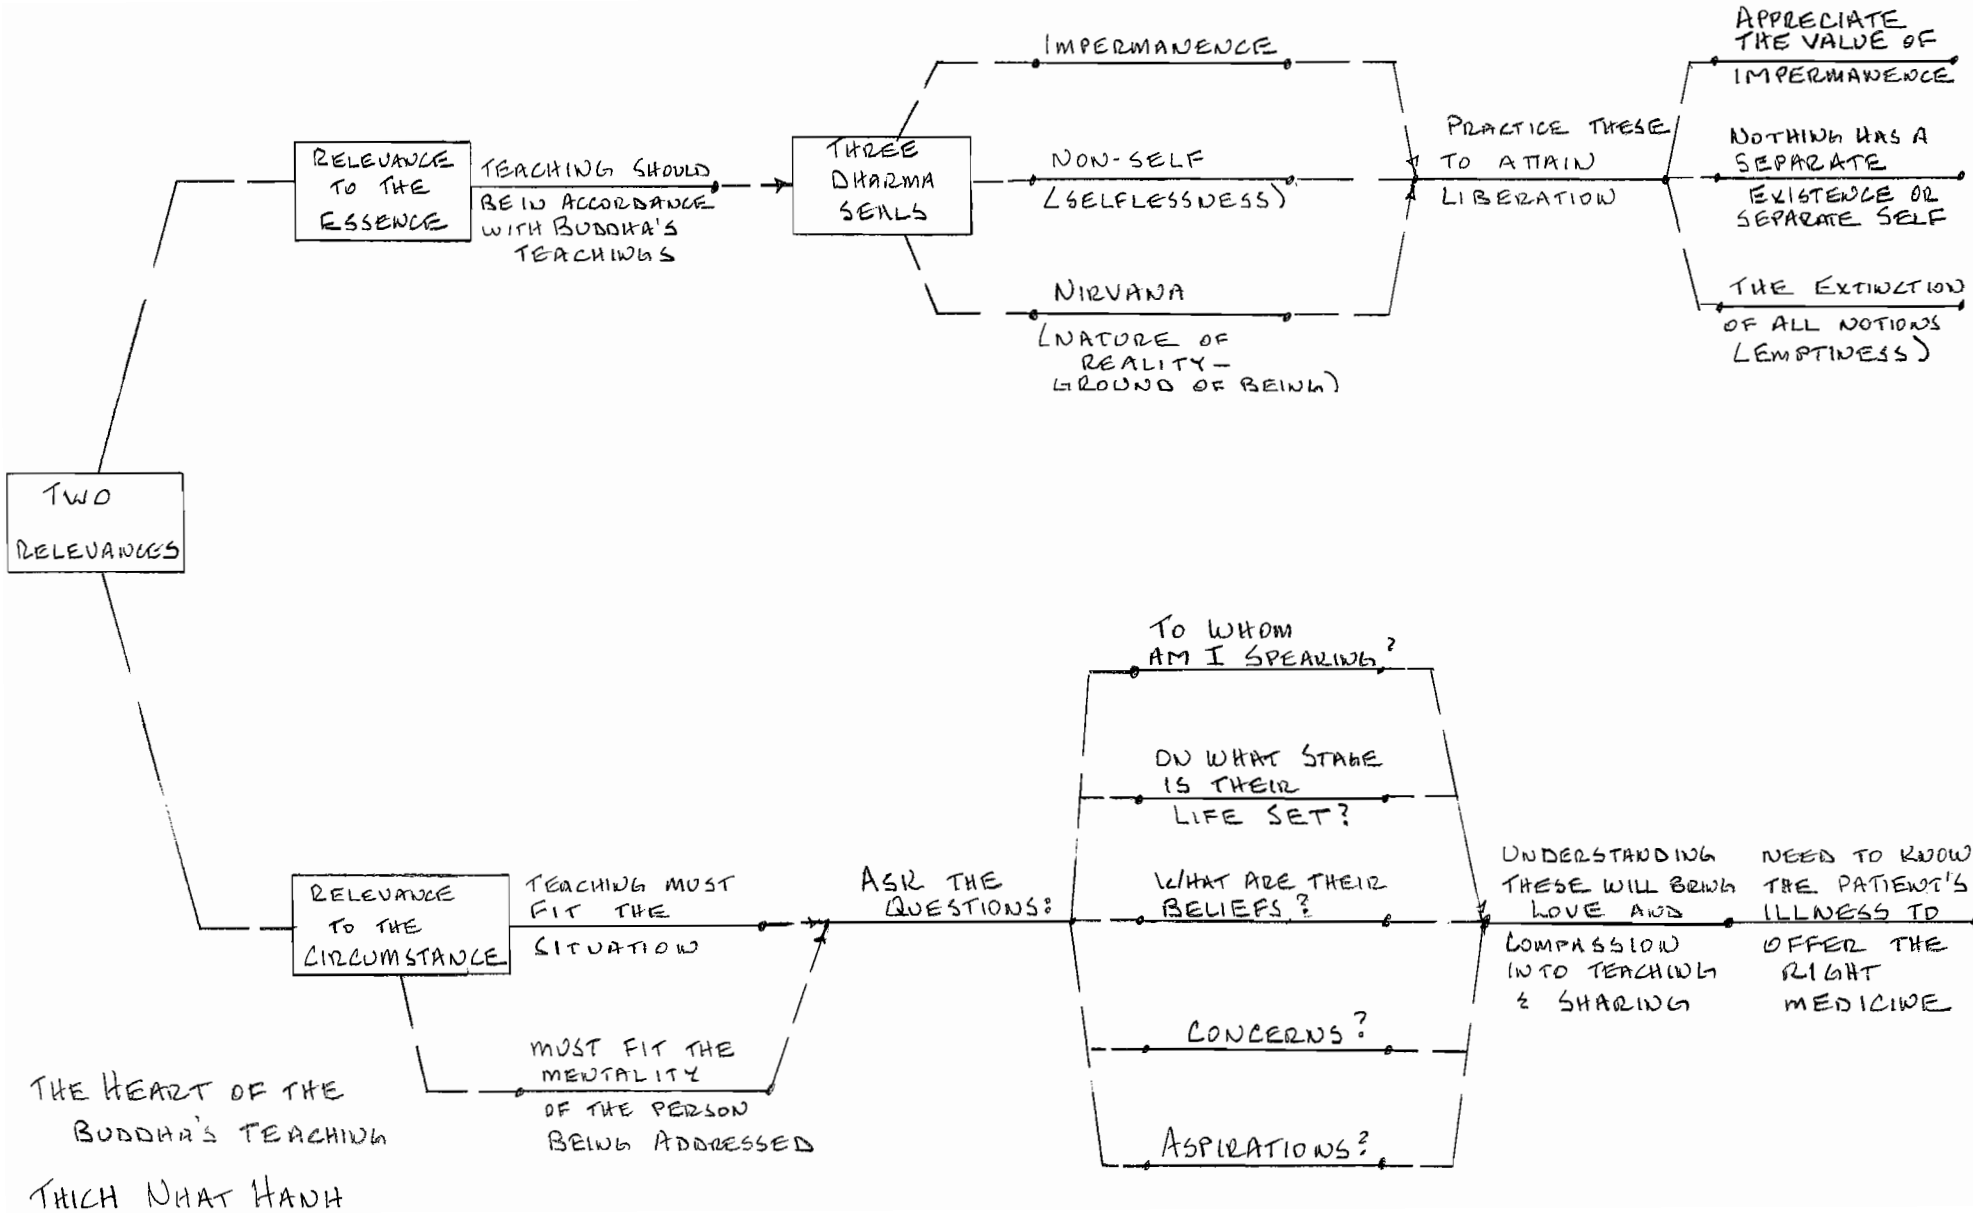 TWO
RELEVANCES
RELEVANCE
TO THE
ESSENCE
TEACHING SHOULD
BE IN ACCORDANCE
WITH BUDDHA'S
TEACHINGS
THREE
DHARMA
SEALS
IMPERMANENCE
NON-SELF
(SELFLESSNESS)
NIRVANA
(NATURE OF
REALITY-
GROUND OF BEING)
PRACTICE THESE
TO ATTAIN
LIBERATION
APPRECIATE
THE VALUE OF
IMPERMANENCE
NOTHING HAS A
SEPARATE
EXISTENCE OR
SEPARATE SELF
THE EXTINCTION
OF ALL NOTIONS
(EMPTINESS)
RELEVANCE
TO THE
CIRCUMSTANCE
TEACHING MUST
FIT THE
SITUATION
MUST FIT THE
MENTALITY
OF THE PERSON
BEING ADDRESSED
ASK THE
QUESTIONS:
TO WHOM
AM I SPEAKING?
ON WHAT STAGE
IS THEIR
LIFE SET?
WHAT ARE THEIR
BELIEFS?
CONCERNS?
ASPIRATIONS?
UNDERSTANDING
THESE WILL BRING
LOVE AND
COMPASSION
INTO TEACHING
& SHARING
NEED TO KNOW
THE PATIENT'S
ILLNESS TO
OFFER THE
RIGHT
MEDICINE
THE HEART OF THE
BUDDHA'S TEACHING
THICH NHAT HANH